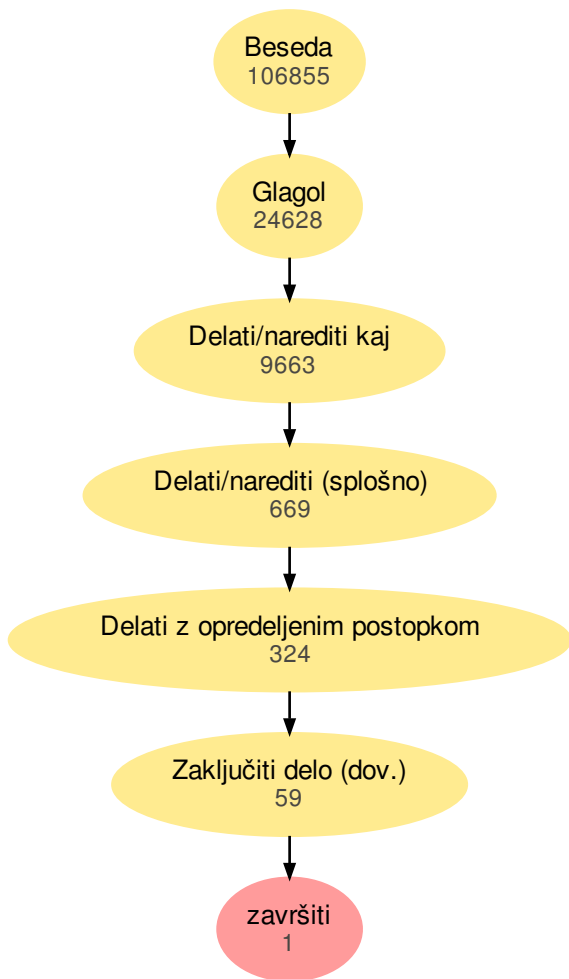 Beseda
106855
Glagol
24628
Delati/narediti kaj
9663
Delati/narediti (splošno)
669
Delati z opredeljenim postopkom
324
Zaključiti delo (dov.)
59
završiti
1